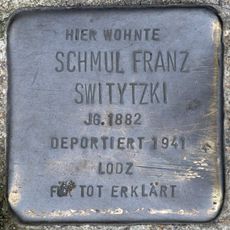 HIER WOHNTE
SCHMUL FRANZ
SWITYTZKI
JG. 1882
DEPORTIERT 1941
LODZ
FÜR TOT ERKLÄRT